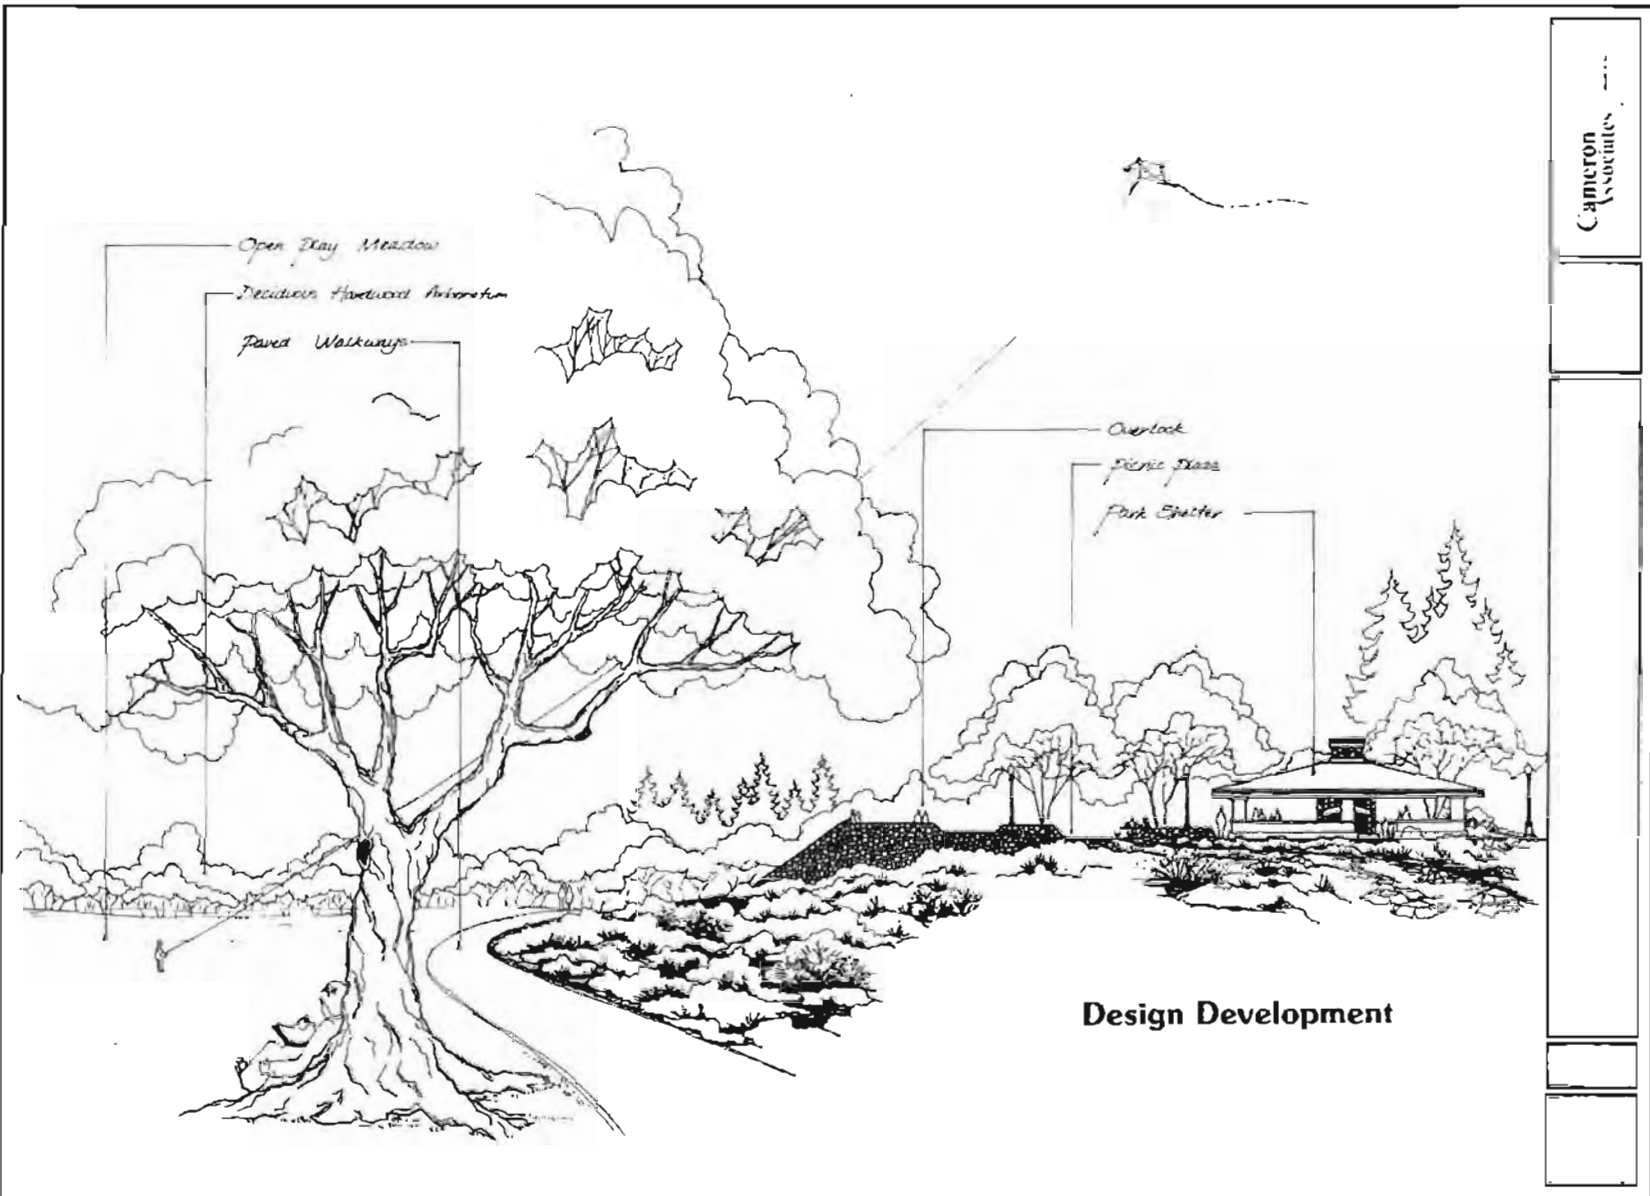 Open Play Meadow
Deciduous Hardwood Arboretum
Paved Walkways
Overlook
Picnic Plaza
Park Shelter
Design Development
Cameron
Associates